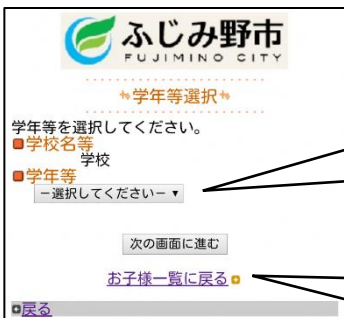 ふじみ野市
FUJIMINO CITY
学年等選択
学年等を選択してください。
学校名等
学校
学年等
－選択してください－ ▼
次の画面に進む
お子様一覧に戻る
戻る